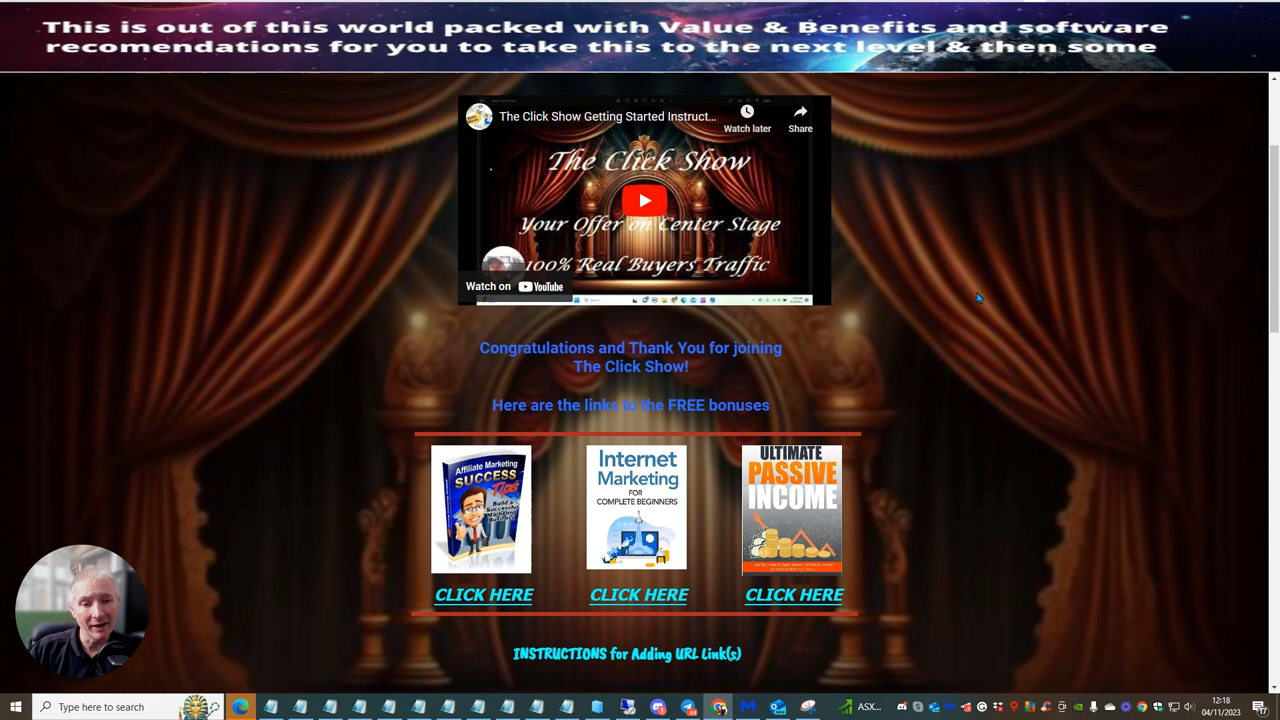 This is out of this world packed with Value & Benefits and software
recomendations for you to take this to the next level & then some
The Click Show Getting Started Instruct...
Watch later
Share
The Click Show
Your Offer on Center Stage
100% Real Buyers Traffic
Watch on YouTube
Congratulations and Thank You for joining
The Click Show!
Here are the links to the FREE bonuses
Affiliate Marketing
SUCCESS
Tips
Build a
Successful
Internet
Marketing
FOR
COMPLETE BEGINNERS
ULTIMATE
PASSIVE
INCOME
CLICK HERE
CLICK HERE
CLICK HERE
INSTRUCTIONS for Adding URL Link(s)
Type here to search
ASX...
12:18
04/11/2023
17